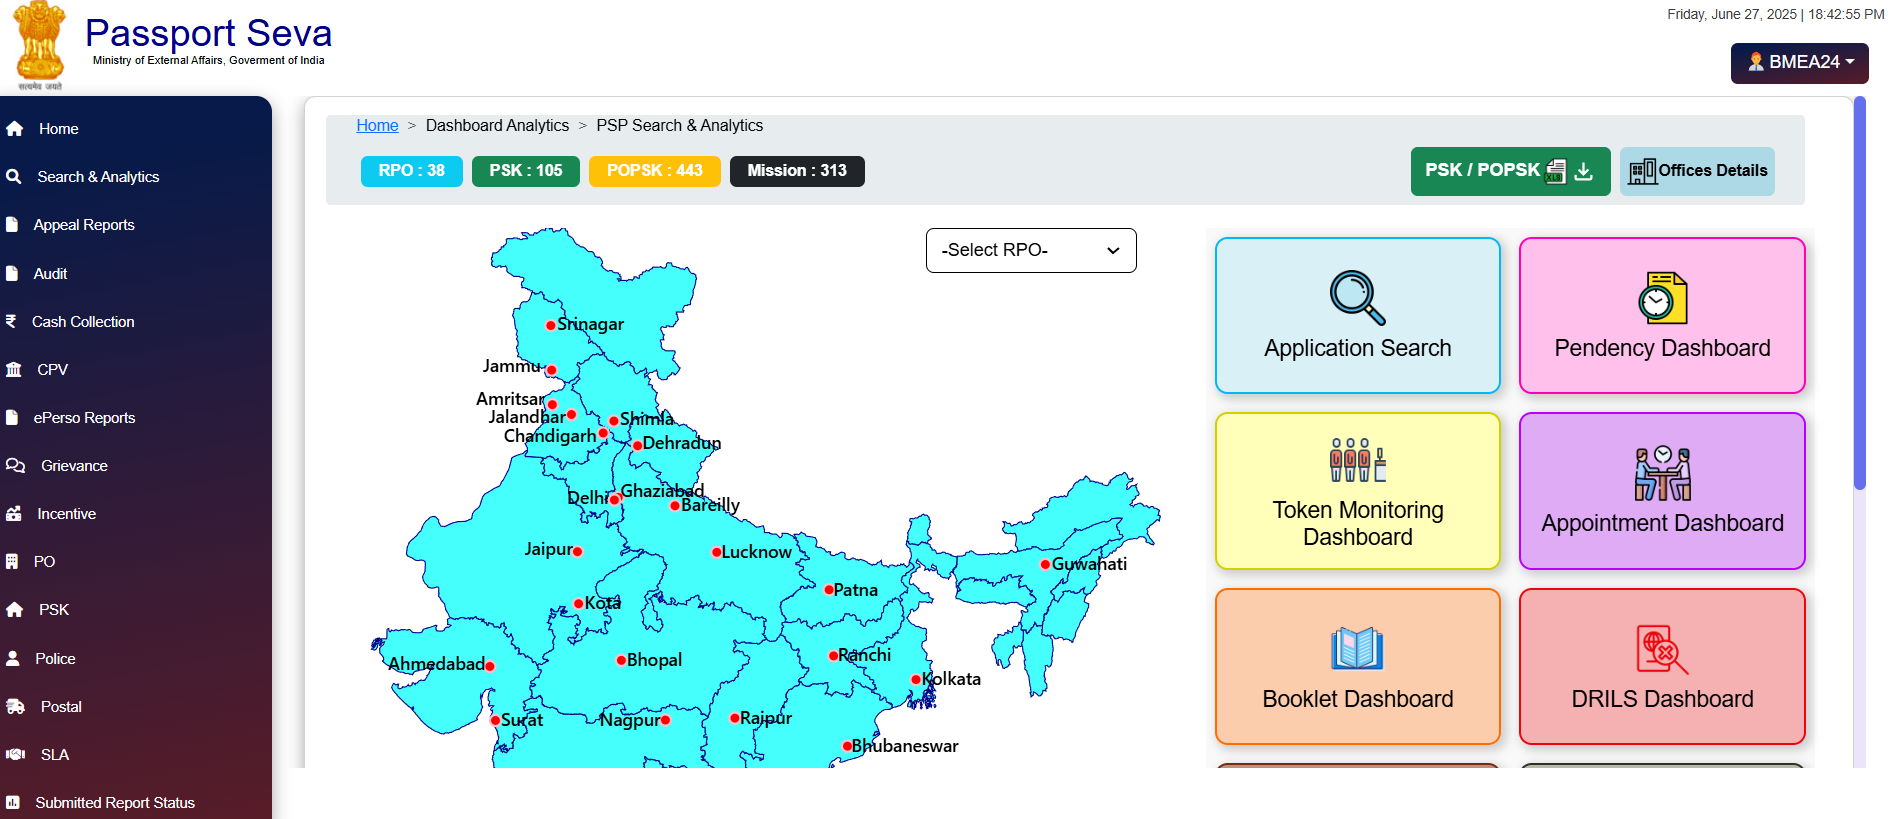 Friday, June 27, 2025 | 18:42:55 PM
Passport Seva
Ministry of External Affairs, Goverment of India
सत्यमेव जयते
BMEA24
Home
Search & Analytics
Appeal Reports
Audit
Cash Collection
CPV
ePerso Reports
Grievance
Incentive
PO
PSK
Police
Postal
SLA
Submitted Report Status
Home > Dashboard Analytics > PSP Search & Analytics
RPO : 38
PSK : 105
POPSK : 443
Mission : 313
PSK / POPSK
XLS
Offices Details
-Select RPO-
Srinagar
Jammu
Amritsar
Jalandhar
Shimla
Chandigarh
Dehradun
Delhi
Ghaziabad
Bareilly
Jaipur
Lucknow
Guwahati
Patna
Kota
Ahmedabad
Bhopal
Ranchi
Kolkata
Surat
Nagpur
Raipur
Bhubaneswar
Application Search
Pendency Dashboard
Token Monitoring
Dashboard
Appointment Dashboard
Booklet Dashboard
DRILS Dashboard